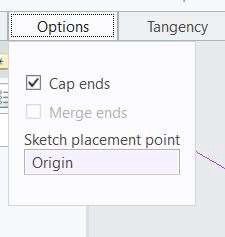 Options Tangency
Cap ends
Merge ends
Sketch placement point
Origin